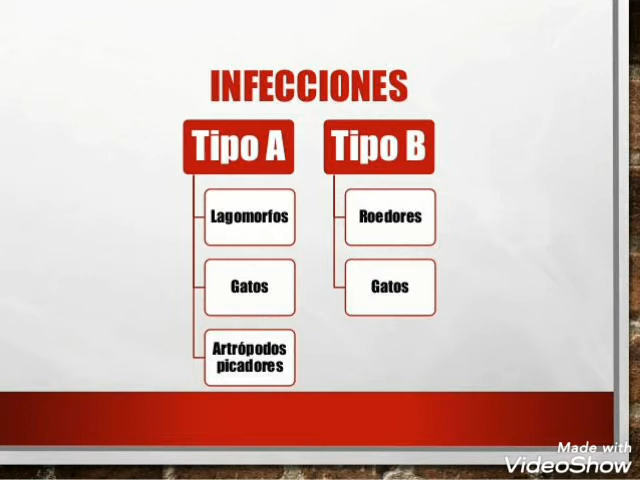 INFECCIONES
Tipo A
Tipo B
Lagomorfos
Roedores
Gatos
Gatos
Artrópodos
picadores
Made with
VideoShow